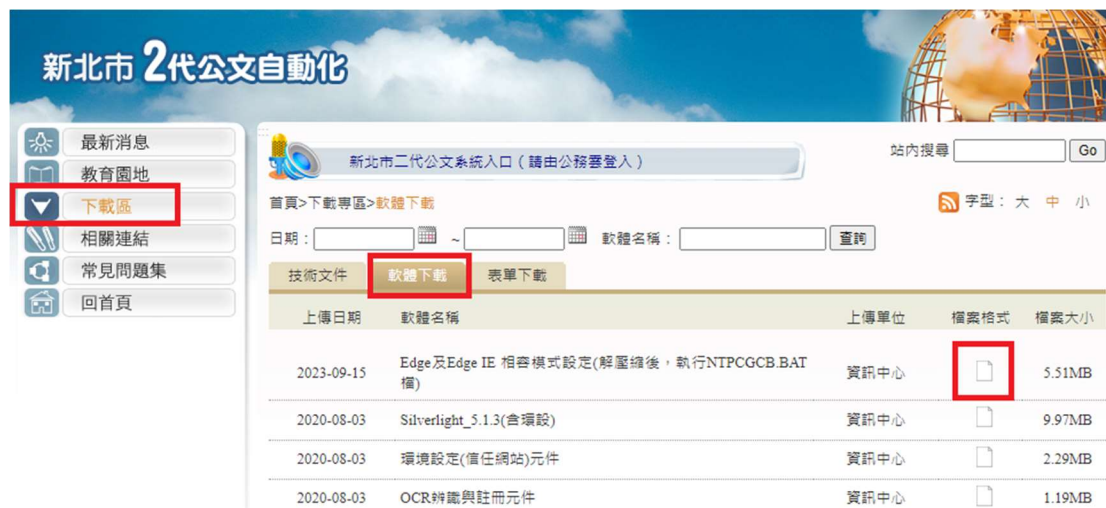 新北市 2代公文自動化
最新消息
教育園地
下載區
相關連結
常見問題集
回首頁
新北市二代公文系統入口(請由公務雲登入)
站內搜尋 Go
首頁>下載專區>軟體下載
字型: 大 中 小
日期: ~ 軟體名稱: 查詢
技術文件 軟體下載 表單下載
上傳日期 軟體名稱 上傳單位 檔案格式 檔案大小
2023-09-15 Edge及Edge IE 相容模式設定(解壓縮後,執行NTPCGCB.BAT
檔) 資訊中心 5.51MB
2020-08-03 Silverlight_5.1.3(含環設) 資訊中心 9.97MB
2020-08-03 環境設定(信任網站)元件 資訊中心 2.29MB
2020-08-03 OCR辨識與註冊元件 資訊中心 1.19MB